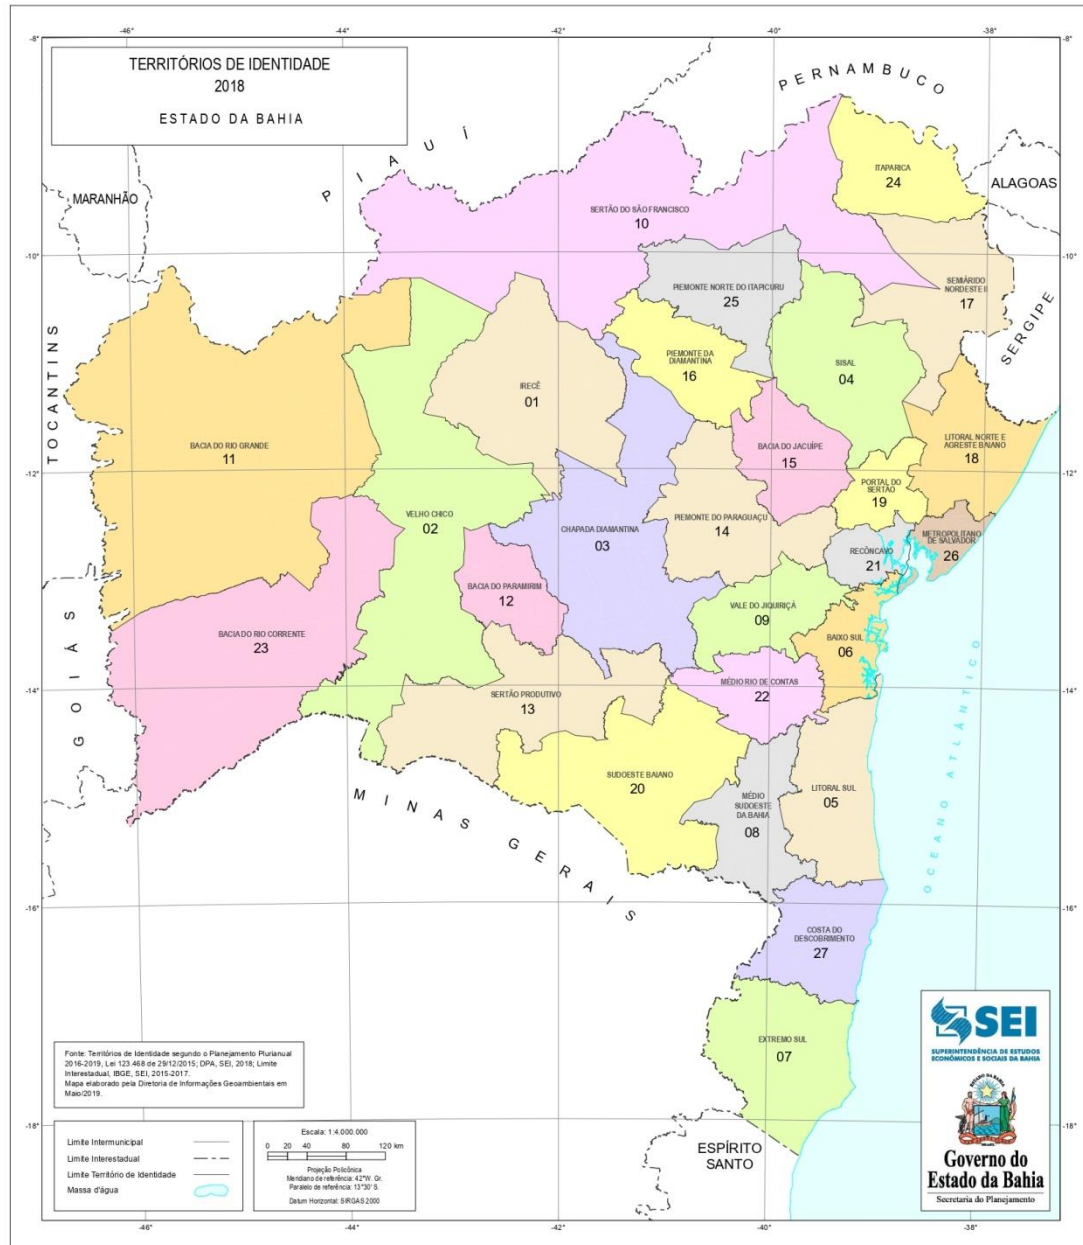 -46°
-44°
-42°
-40°
-38°
-8°
-8°
TERRITÓRIOS DE IDENTIDADE
2018
ESTADO DA BAHIA
PERNAMBUCO
PIAUÍ
MARANHÃO
ALAGOAS
SERGIPE
TOCANTINS
GOIÁS
MINAS GERAIS
ESPÍRITO
SANTO
OCEANO ATLÂNTICO
ITAPARICA
24
SERTÃO DO SÃO FRANCISCO
10
-10°
-10°
PIEMONTE NORTE DO ITAPICURU
25
SEMIÁRIDO
NORDESTE II
17
PIEMONTE DA
DIAMANTINA
16
SISAL
04
IRECÊ
01
BACIA DO RIO GRANDE
11
BACIA DO JACUÍPE
15
LITORAL NORTE E
AGRESTE BAIANO
18
-12°
-12°
PORTAL DO
SERTÃO
19
VELHO CHICO
02
CHAPADA DIAMANTINA
03
PIEMONTE DO PARAGUAÇU
14
RECÔNCAVO
21
METROPOLITANO
DE SALVADOR
26
BACIA DO PARAMIRIM
12
VALE DO JIQUIRIÇÁ
09
BACIA DO RIO CORRENTE
23
BAIXO SUL
06
-14°
-14°
SERTÃO PRODUTIVO
13
MÉDIO RIO DE CONTAS
22
SUDOESTE BAIANO
20
MÉDIO
SUDOESTE
DA BAHIA
08
LITORAL SUL
05
-16°
-16°
COSTA DO
DESCOBRIMENTO
27
EXTREMO SUL
07
-18°
-18°
Fonte: Territórios de Identidade segundo o Planejamento Plurianual
2016-2019, Lei 123.468 de 29/12/2015; DPA, SEI, 2018; Limite
Interestadual, IBGE, SEI, 2015-2017.
Mapa elaborado pela Diretoria de Informações Geoambientais em
Maio/2019.
Limite Intermunicipal
Limite Interestadual
Limite Território de Identidade
Massa d'água
Escala: 1:4.000.000
0 20 40 80 120 km
Projeção Policônica
Meridiano de referência: 42°W. Gr.
Paralelo de referência: 13°30' S.
Datum Horizontal: SIRGAS 2000
SEI
SUPERINTENDÊNCIA DE ESTUDOS
ECONÔMICOS E SOCIAIS DA BAHIA
Governo do
Estado da Bahia
Secretaria do Planejamento
-46°
-44°
-42°
-40°
-38°